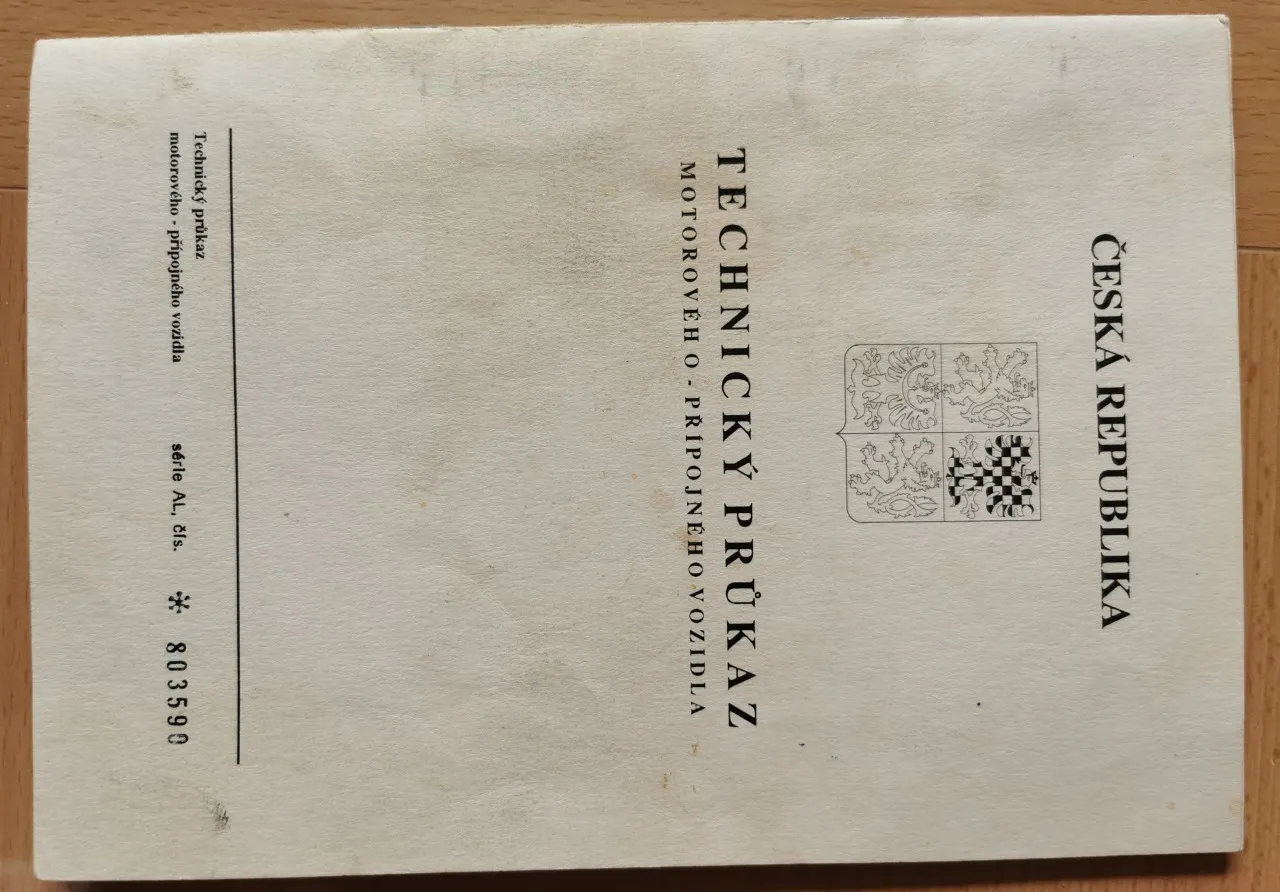 ČESKÁ REPUBLIKA
TECHNICKÝ PRŮKAZ
MOTOROVÉHO - PŘÍPOJNÉHO VOZIDLA
Technický průkaz
motorového - přípojného vozidla série AL, čís. * 803590